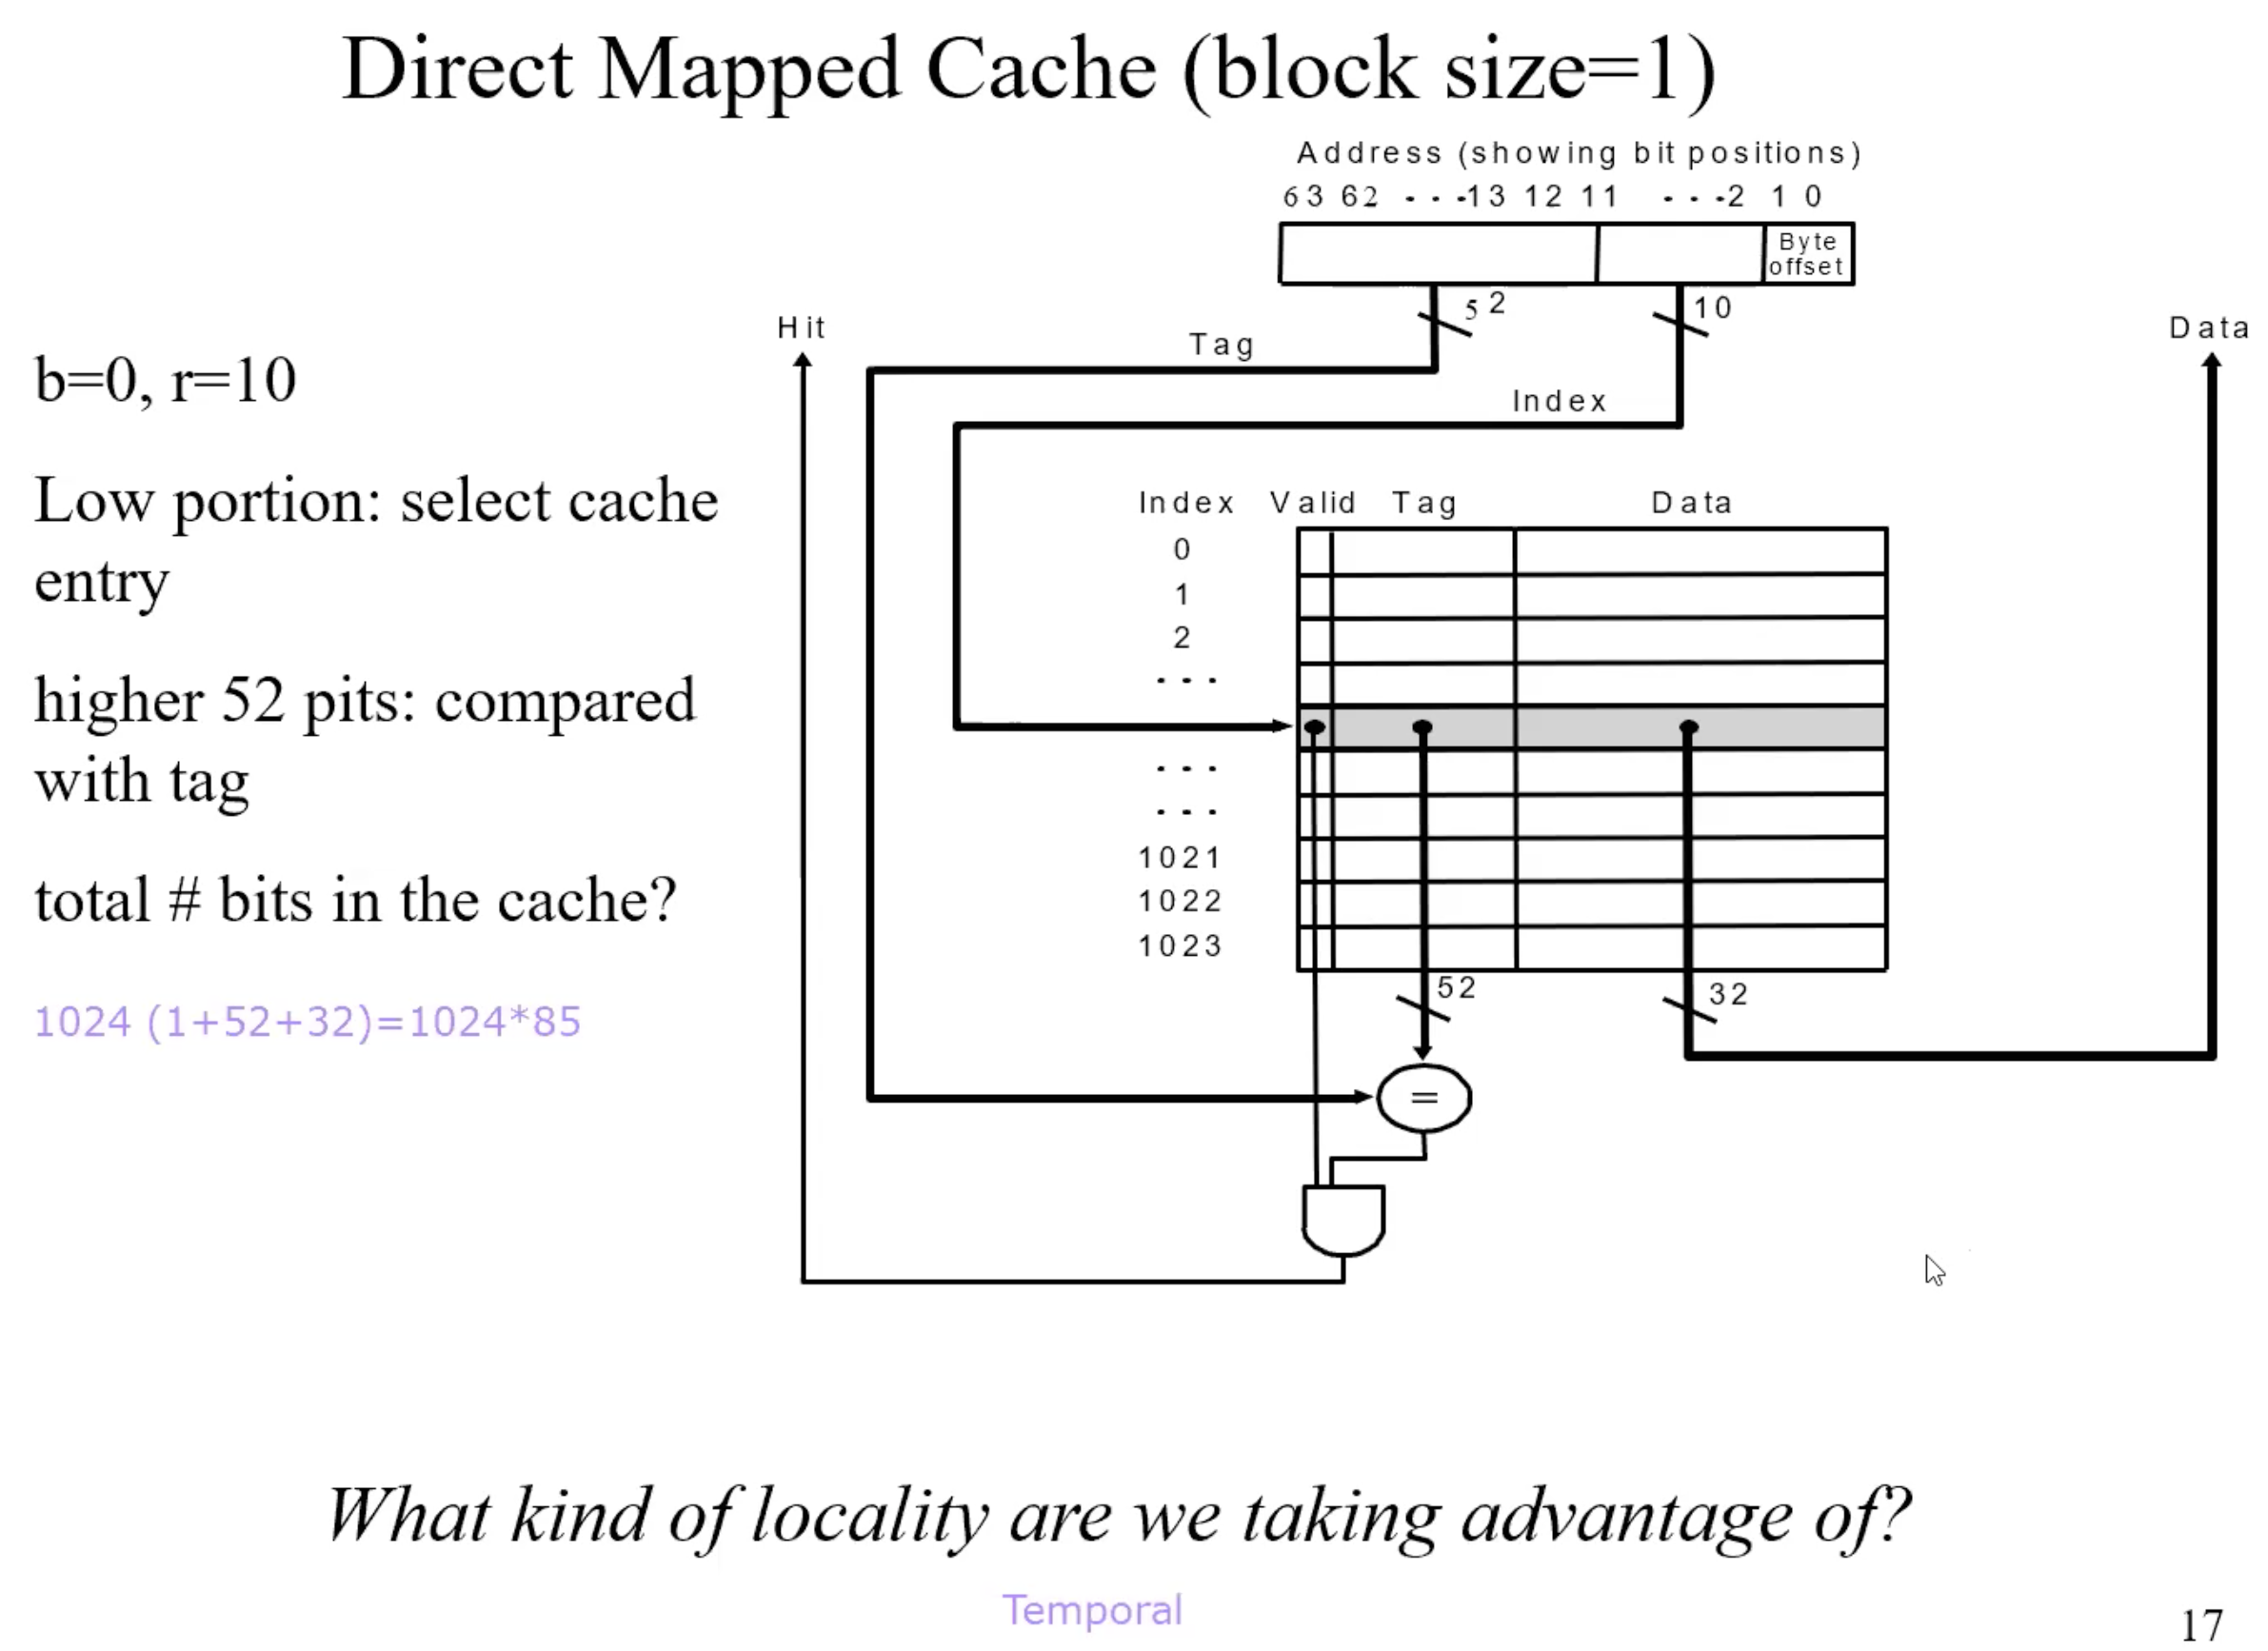 Direct Mapped Cache (block size=1)
Address (showing bit positions)
63 62 . . .13 12 11 . . .2 1 0
Byte
offset
52
10
Hit
Tag
Data
Index
b=0, r=10
Low portion: select cache
entry
higher 52 pits: compared
with tag
total # bits in the cache?
1024 (1+52+32)=1024*85
Index Valid Tag Data
0
1
2
. . .
. . .
. . .
1021
1022
1023
52
32
=
What kind of locality are we taking advantage of?
Temporal
17